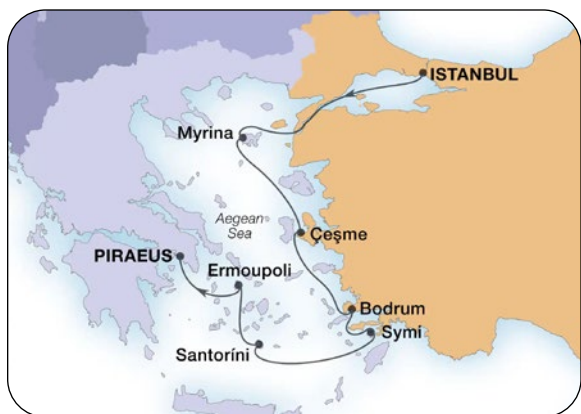 ISTANBUL
Myrina
Aegean
Sea
Çeşme
PIRAEUS
Ermoupoli
Bodrum
Symi
Santoríni